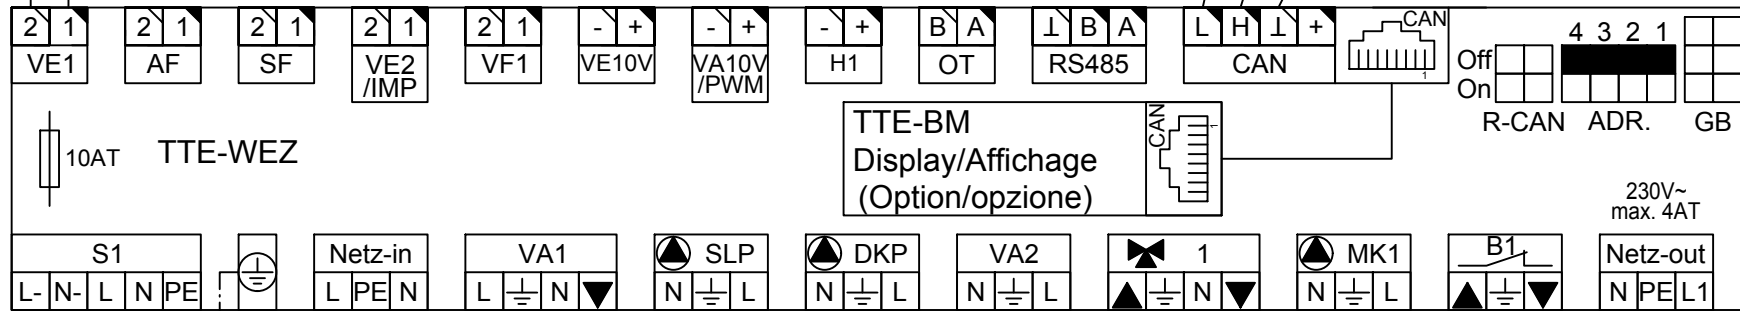 2 1 2 1 2 1 2 1 2 1 - + - + - + B A ⊥ B A L H ⊥ + CAN
VE1 AF SF VE2 VF1 VE10V VA10V H1 OT RS485 CAN
/IMP /PWM
1
4 3 2 1
Off
On
R-CAN ADR. GB
10AT TTE-WEZ
TTE-BM
Display/Affichage
(Option/opzione)
CAN
1
230V~
max. 4AT
S1 Netz-in VA1 SLP DKP VA2 1 MK1 B1 Netz-out
L- N- L N PE L PE N L N N L N L N L N N L N PE L1